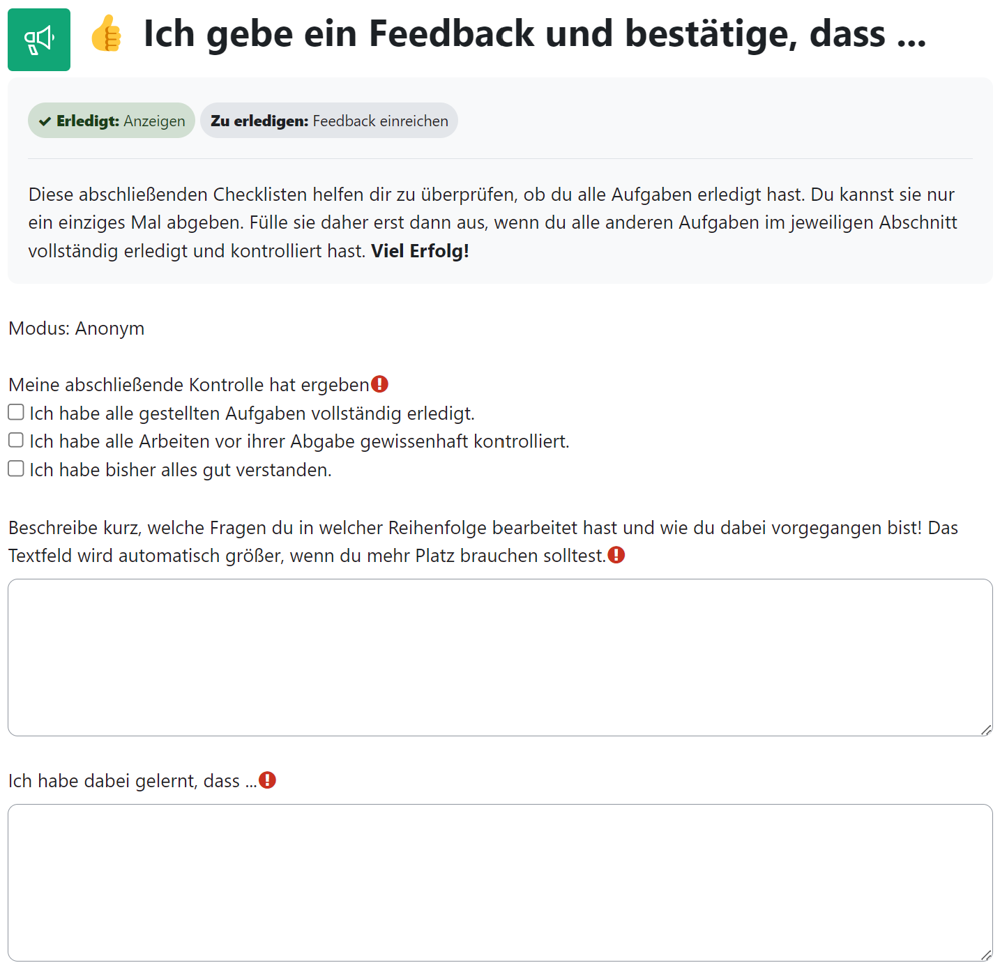 👍 Ich gebe ein Feedback und bestätige, dass ...
Erledigt: Anzeigen Zu erledigen: Feedback einreichen
Diese abschließenden Checklisten helfen dir zu überprüfen, ob du alle Aufgaben erledigt hast. Du kannst sie nur
ein einziges Mal abgeben. Fülle sie daher erst dann aus, wenn du alle anderen Aufgaben im jeweiligen Abschnitt
vollständig erledigt und kontrolliert hast. Viel Erfolg!
Modus: Anonym
Meine abschließende Kontrolle hat ergeben
Ich habe alle gestellten Aufgaben vollständig erledigt.
Ich habe alle Arbeiten vor ihrer Abgabe gewissenhaft kontrolliert.
Ich habe bisher alles gut verstanden.
Beschreibe kurz, welche Fragen du in welcher Reihenfolge bearbeitet hast und wie du dabei vorgegangen bist! Das
Textfeld wird automatisch größer, wenn du mehr Platz brauchen solltest.
Ich habe dabei gelernt, dass ...